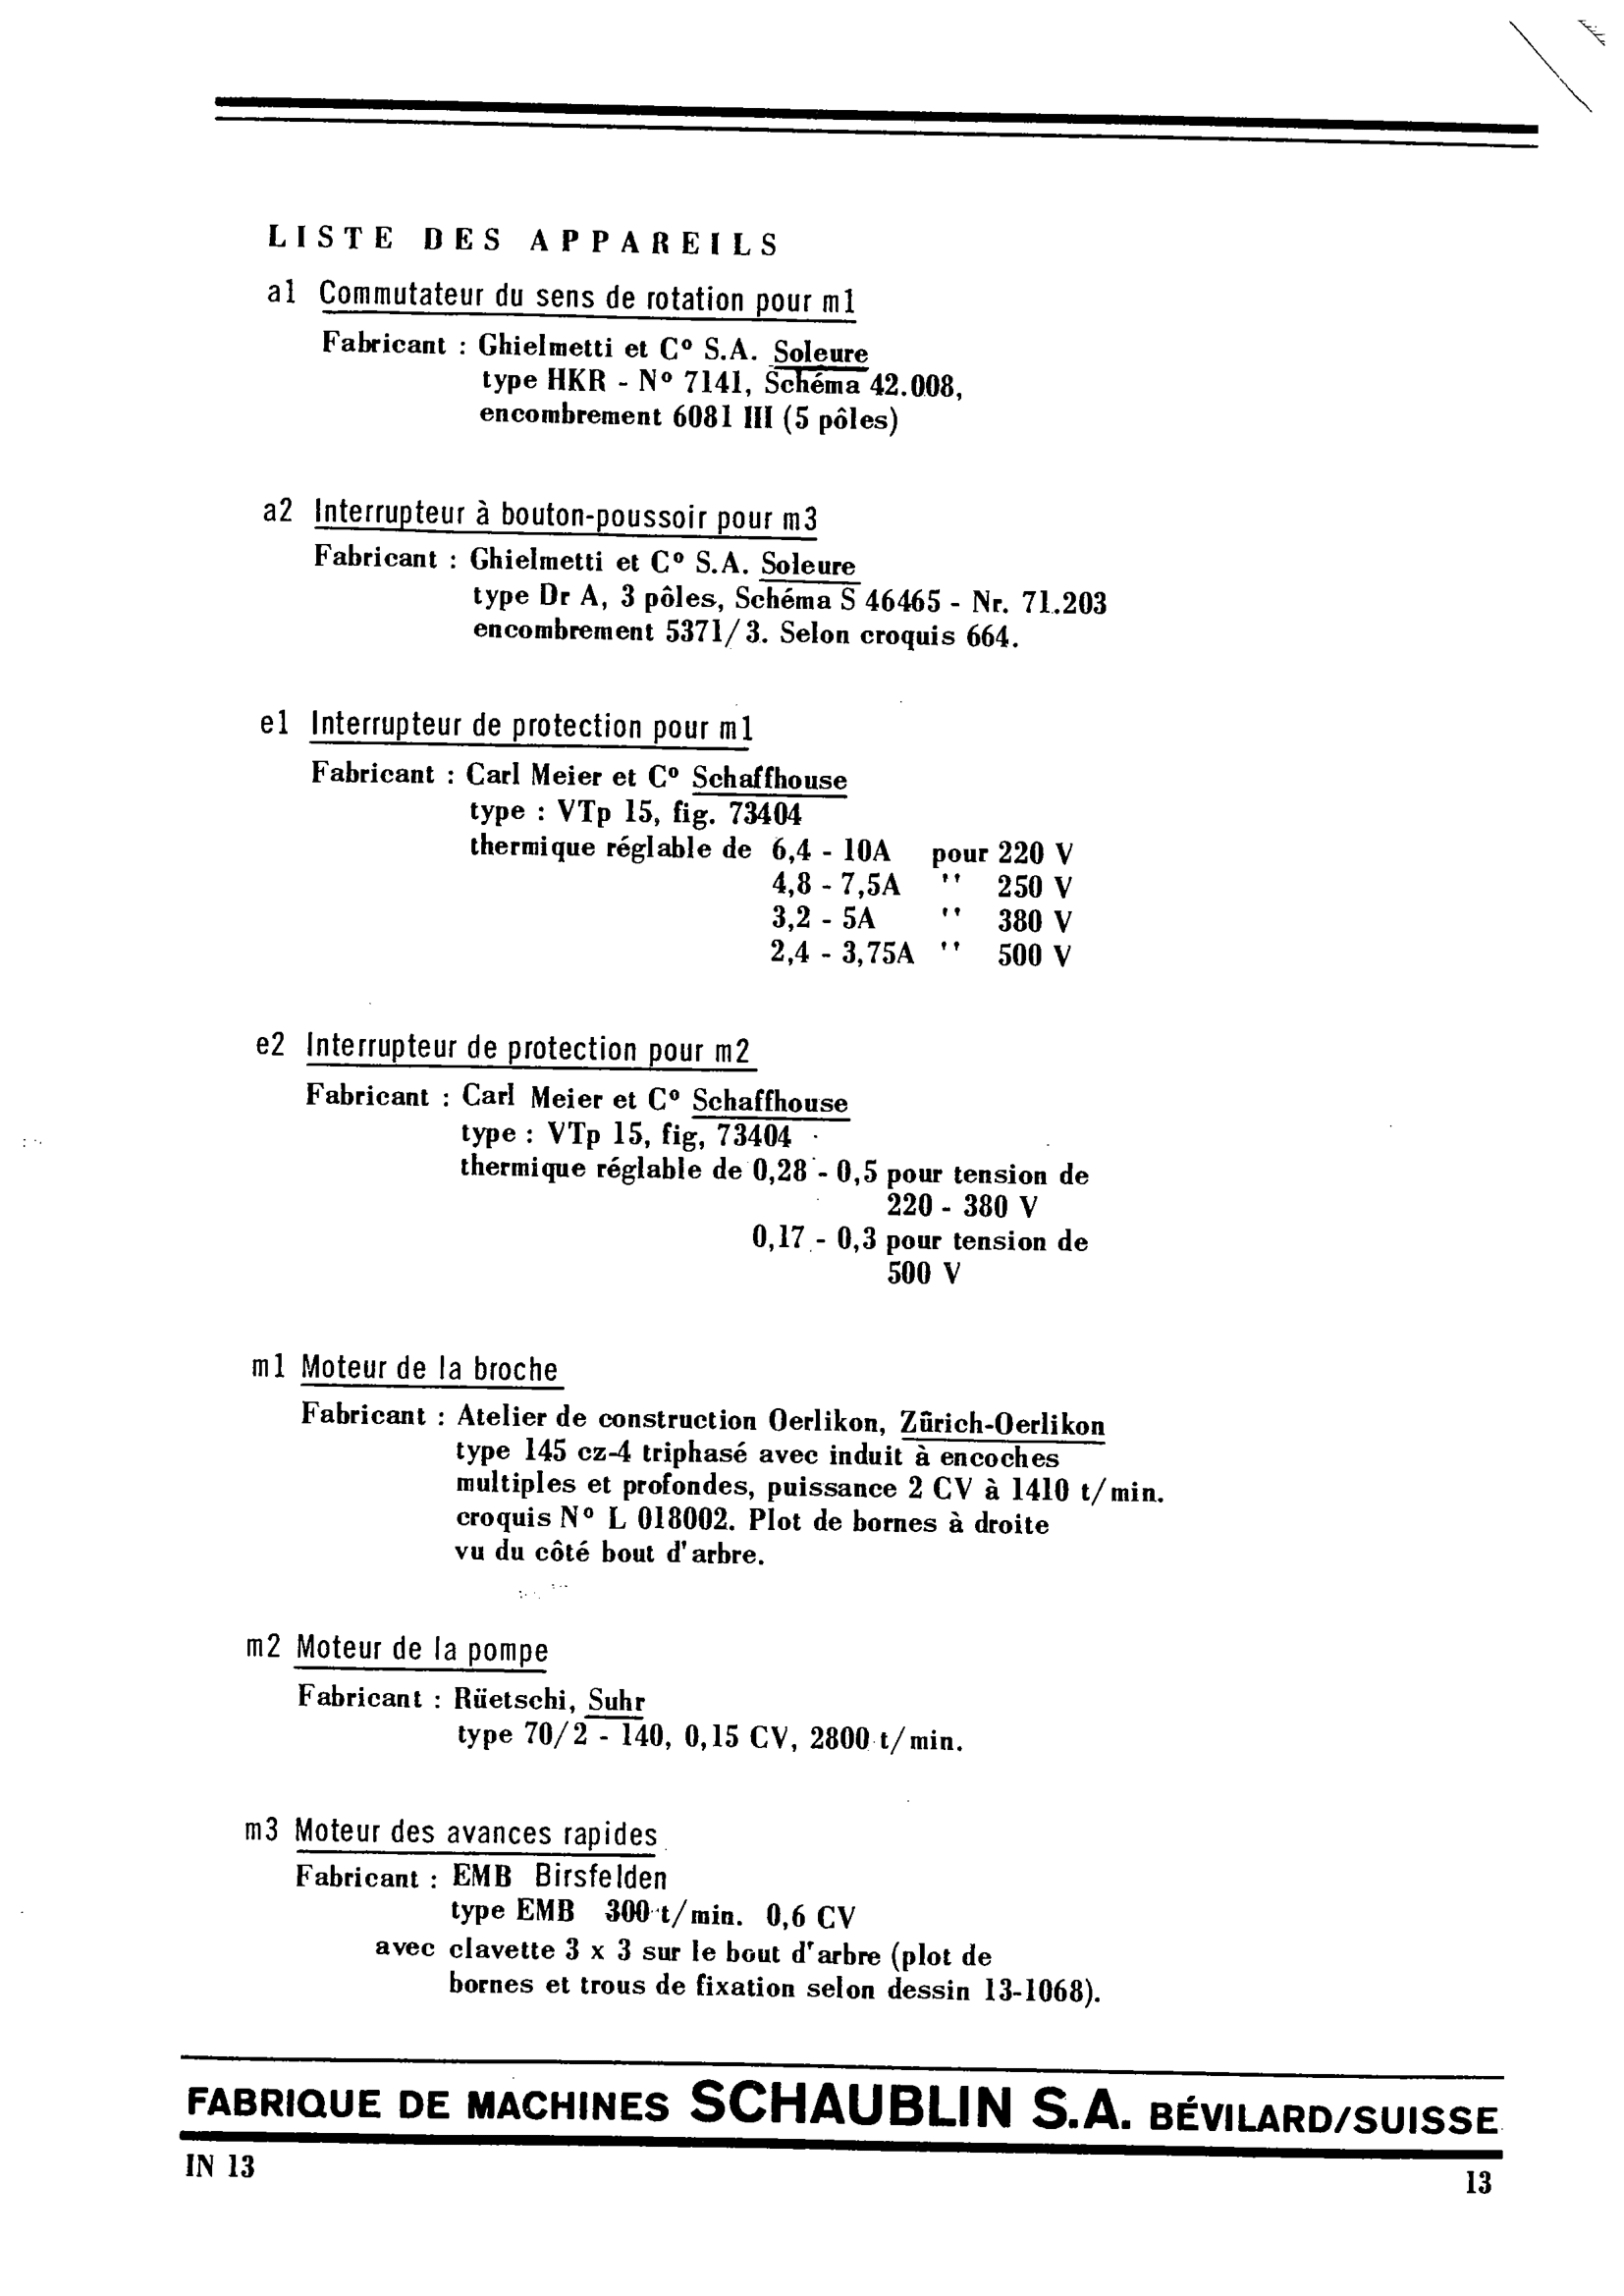 LISTE DES APPAREILS
a1 Commutateur du sens de rotation pour m1
Fabricant : Ghielmetti et C° S.A. Soleure
type HKR - N° 7141, Schéma 42.008,
encombrement 6081 III (5 pôles)
a2 Interrupteur à bouton-poussoir pour m3
Fabricant : Ghielmetti et C° S.A. Soleure
type Dr A, 3 pôles, Schéma S 46465 - Nr. 71.203
encombrement 5371/3. Selon croquis 664.
e1 Interrupteur de protection pour m1
Fabricant : Carl Meier et C° Schaffhouse
type : VTp 15, fig. 73404
thermique réglable de 6,4 - 10A pour 220 V
4,8 - 7,5A '' 250 V
3,2 - 5A '' 380 V
2,4 - 3,75A '' 500 V
e2 Interrupteur de protection pour m2
Fabricant : Carl Meier et C° Schaffhouse
type : VTp 15, fig, 73404
thermique réglable de 0,28 - 0,5 pour tension de
220 - 380 V
0,17 - 0,3 pour tension de
500 V
m1 Moteur de la broche
Fabricant : Atelier de construction Oerlikon, Zürich-Oerlikon
type 145 cz-4 triphasé avec induit à encoches
multiples et profondes, puissance 2 CV à 1410 t/min.
croquis N° L 018002. Plot de bornes à droite
vu du côté bout d'arbre.
m2 Moteur de la pompe
Fabricant : Rüetschi, Suhr
type 70/2 - 140, 0,15 CV, 2800 t/min.
m3 Moteur des avances rapides
Fabricant : EMB Birsfelden
type EMB 300 t/min. 0,6 CV
avec clavette 3 x 3 sur le bout d'arbre (plot de
bornes et trous de fixation selon dessin 13-1068).
FABRIQUE DE MACHINES SCHAUBLIN S.A. BÉVILARD/SUISSE
IN 13
13